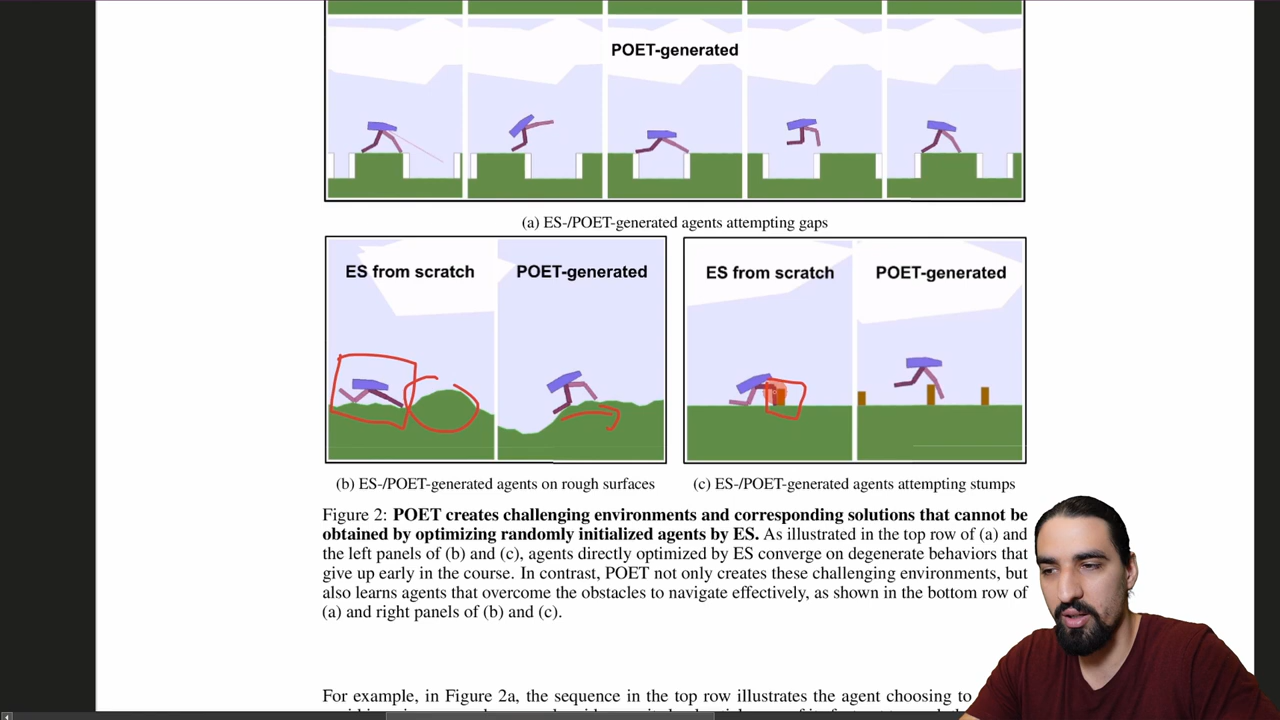 POET-generated
(a) ES-/POET-generated agents attempting gaps
ES from scratch
POET-generated
ES from scratch
POET-generated
(b) ES-/POET-generated agents on rough surfaces
(c) ES-/POET-generated agents attempting stumps
Figure 2: POET creates challenging environments and corresponding solutions that cannot be
obtained by optimizing randomly initialized agents by ES. As illustrated in the top row of (a) and
the left panels of (b) and (c), agents directly optimized by ES converge on degenerate behaviors that
give up early in the course. In contrast, POET not only creates these challenging environments, but
also learns agents that overcome the obstacles to navigate effectively, as shown in the bottom row of
(a) and right panels of (b) and (c).
For example, in Figure 2a, the sequence in the top row illustrates the agent choosing to